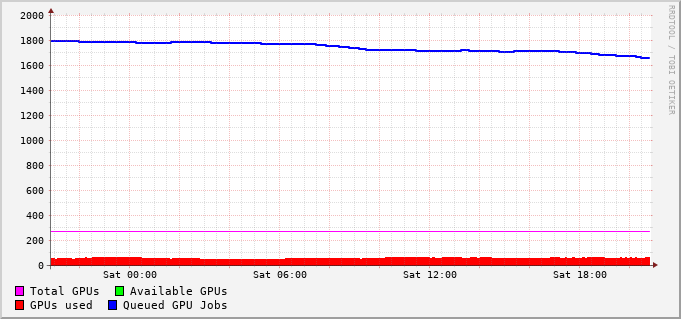 2000
1800
1600
1400
1200
1000
800
600
400
200
0
Sat 00:00 Sat 06:00 Sat 12:00 Sat 18:00
Total GPUs Available GPUs
GPUs used Queued GPU Jobs
RRDTOOL / TOBI OETIKER